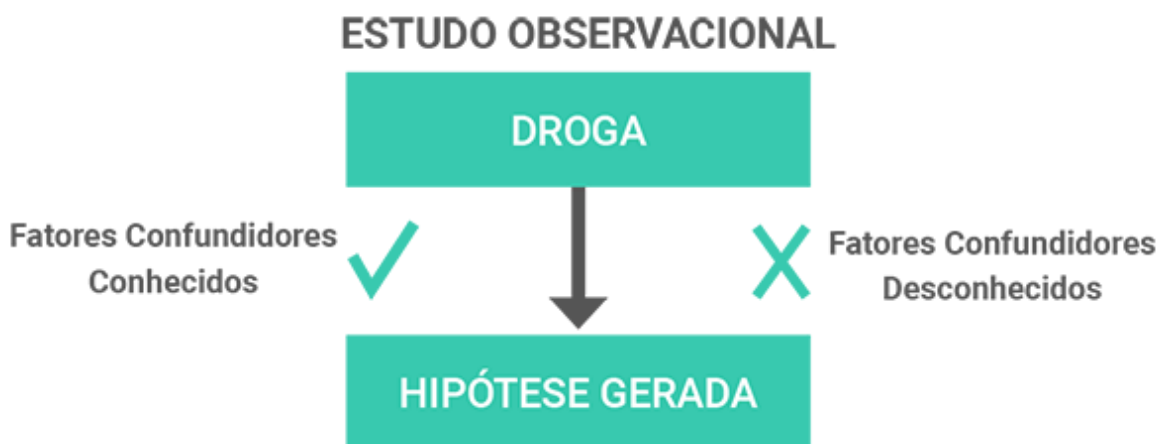 ESTUDO OBSERVACIONAL
DROGA
Fatores Confundidores
Conhecidos
Fatores Confundidores
Desconhecidos
HIPÓTESE GERADA